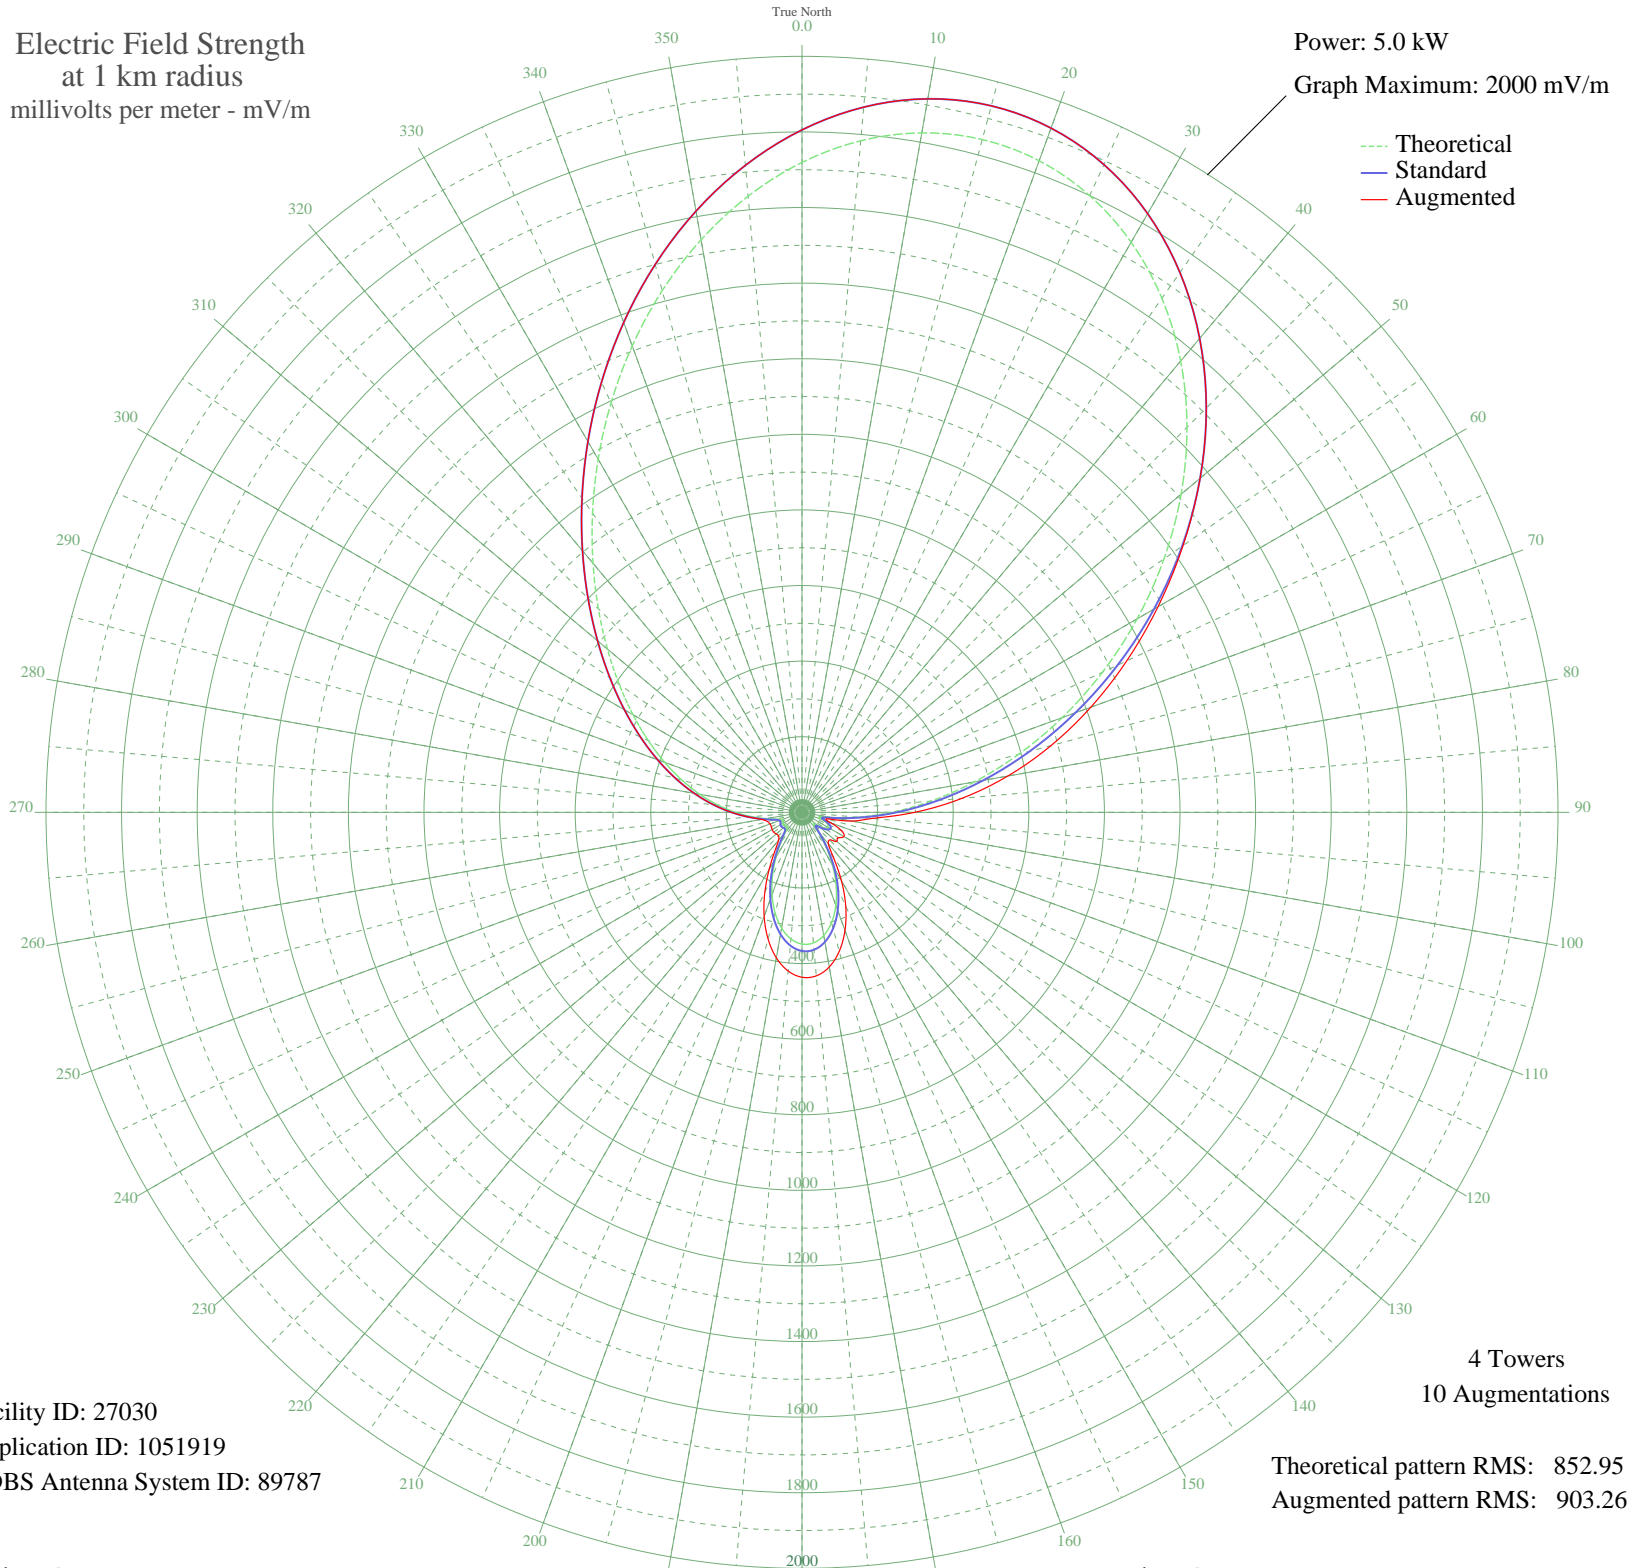 True North
0.0
Electric Field Strength
at 1 km radius
millivolts per meter - mV/m
Power: 5.0 kW
Graph Maximum: 2000 mV/m
Theoretical
Standard
Augmented
10
20
30
40
50
60
70
80
90
100
110
120
130
140
150
160
200
210
220
230
240
250
260
270
280
290
300
310
320
330
340
350
400
600
800
1000
1200
1400
1600
1800
2000
4 Towers
10 Augmentations
cility ID: 27030
plication ID: 1051919
DBS Antenna System ID: 89787
Theoretical pattern RMS: 852.95
Augmented pattern RMS: 903.26